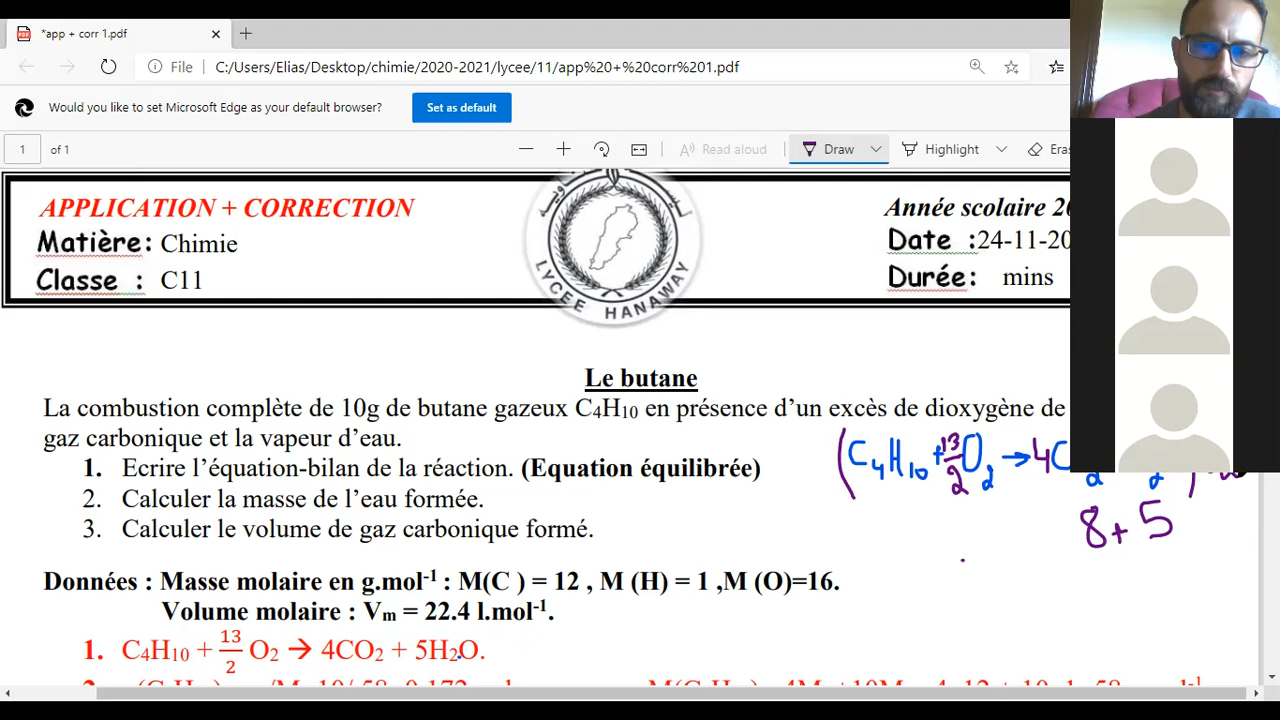 *app + corr 1.pdf
File C:/Users/Elias/Desktop/chimie/2020-2021/lycee/11/app%20+%20corr%201.pdf
Would you like to set Microsoft Edge as your default browser? Set as default
1 of 1 Read aloud Draw Highlight Eras
APPLICATION + CORRECTION
Matière: Chimie
Classe : C11
LYCEE HANAWAY
Année scolaire 20
Date :24-11-20
Durée: mins
Le butane
La combustion complète de 10g de butane gazeux C₄H₁₀ en présence d’un excès de dioxygène de
gaz carbonique et la vapeur d’eau.
1. Ecrire l’équation-bilan de la réaction. (Equation équilibrée)
2. Calculer la masse de l’eau formée.
3. Calculer le volume de gaz carbonique formé.
(C₄H₁₀ + 13/2 O₂ → 4C
8+5
Données : Masse molaire en g.mol⁻¹ : M(C ) = 12 , M (H) = 1 ,M (O)=16.
Volume molaire : Vₘ = 22.4 l.mol⁻¹.
1. C₄H₁₀ + 13/2 O₂ → 4CO₂ + 5H₂O.